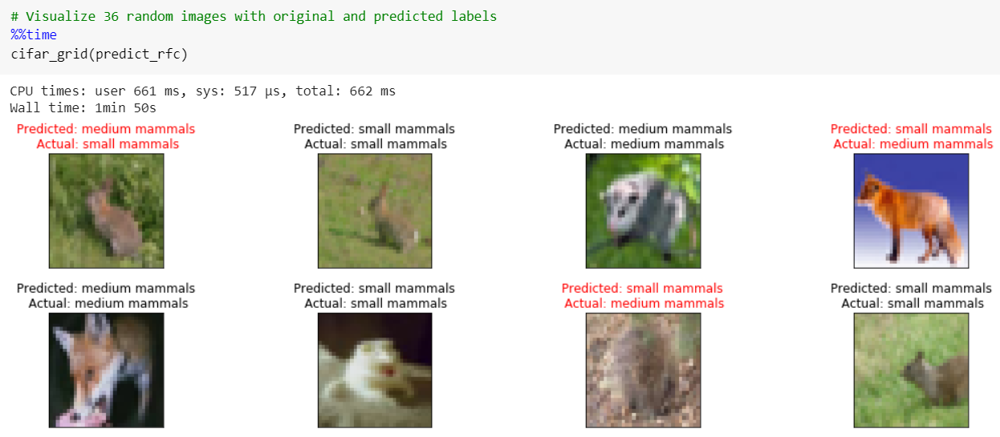 # Visualize 36 random images with original and predicted labels
%%time
cifar_grid(predict_rfc)
CPU times: user 661 ms, sys: 517 µs, total: 662 ms
Wall time: 1min 50s
Predicted: medium mammals
Actual: small mammals
Predicted: small mammals
Actual: small mammals
Predicted: medium mammals
Actual: medium mammals
Predicted: small mammals
Actual: medium mammals
Predicted: medium mammals
Actual: medium mammals
Predicted: small mammals
Actual: small mammals
Predicted: small mammals
Actual: medium mammals
Predicted: small mammals
Actual: small mammals